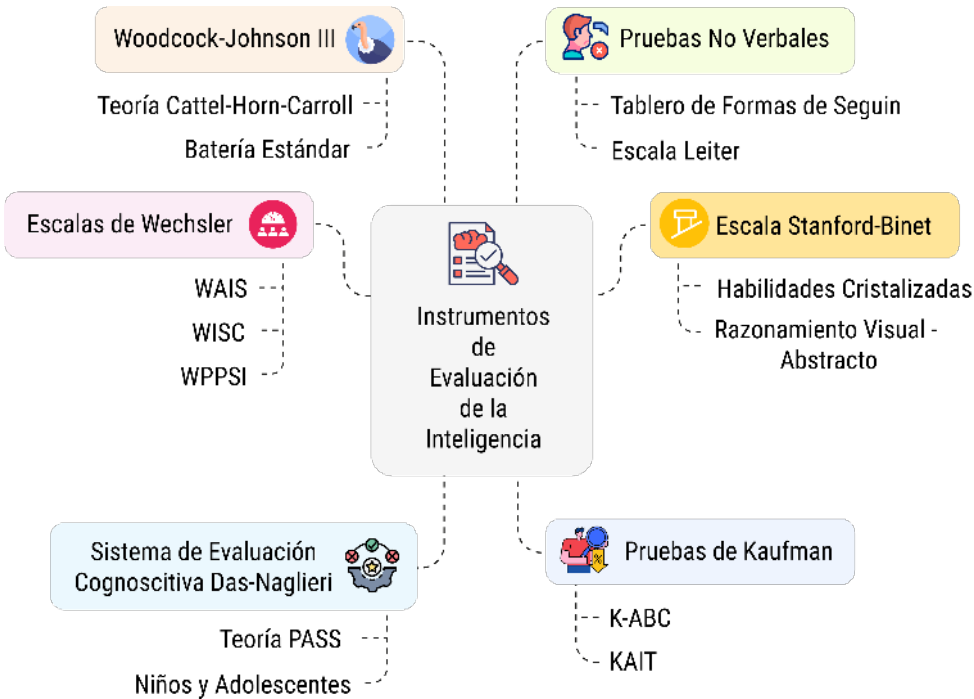 Woodcock-Johnson III
Teoría Cattel-Horn-Carroll
Batería Estándar
Pruebas No Verbales
Tablero de Formas de Seguin
Escala Leiter
Escalas de Wechsler
WAIS
WISC
WPPSI
Instrumentos
de
Evaluación
de la
Inteligencia
Escala Stanford-Binet
Habilidades Cristalizadas
Razonamiento Visual -
Abstracto
Sistema de Evaluación
Cognoscitiva Das-Naglieri
Teoría PASS
Niños y Adolescentes
Pruebas de Kaufman
K-ABC
KAIT